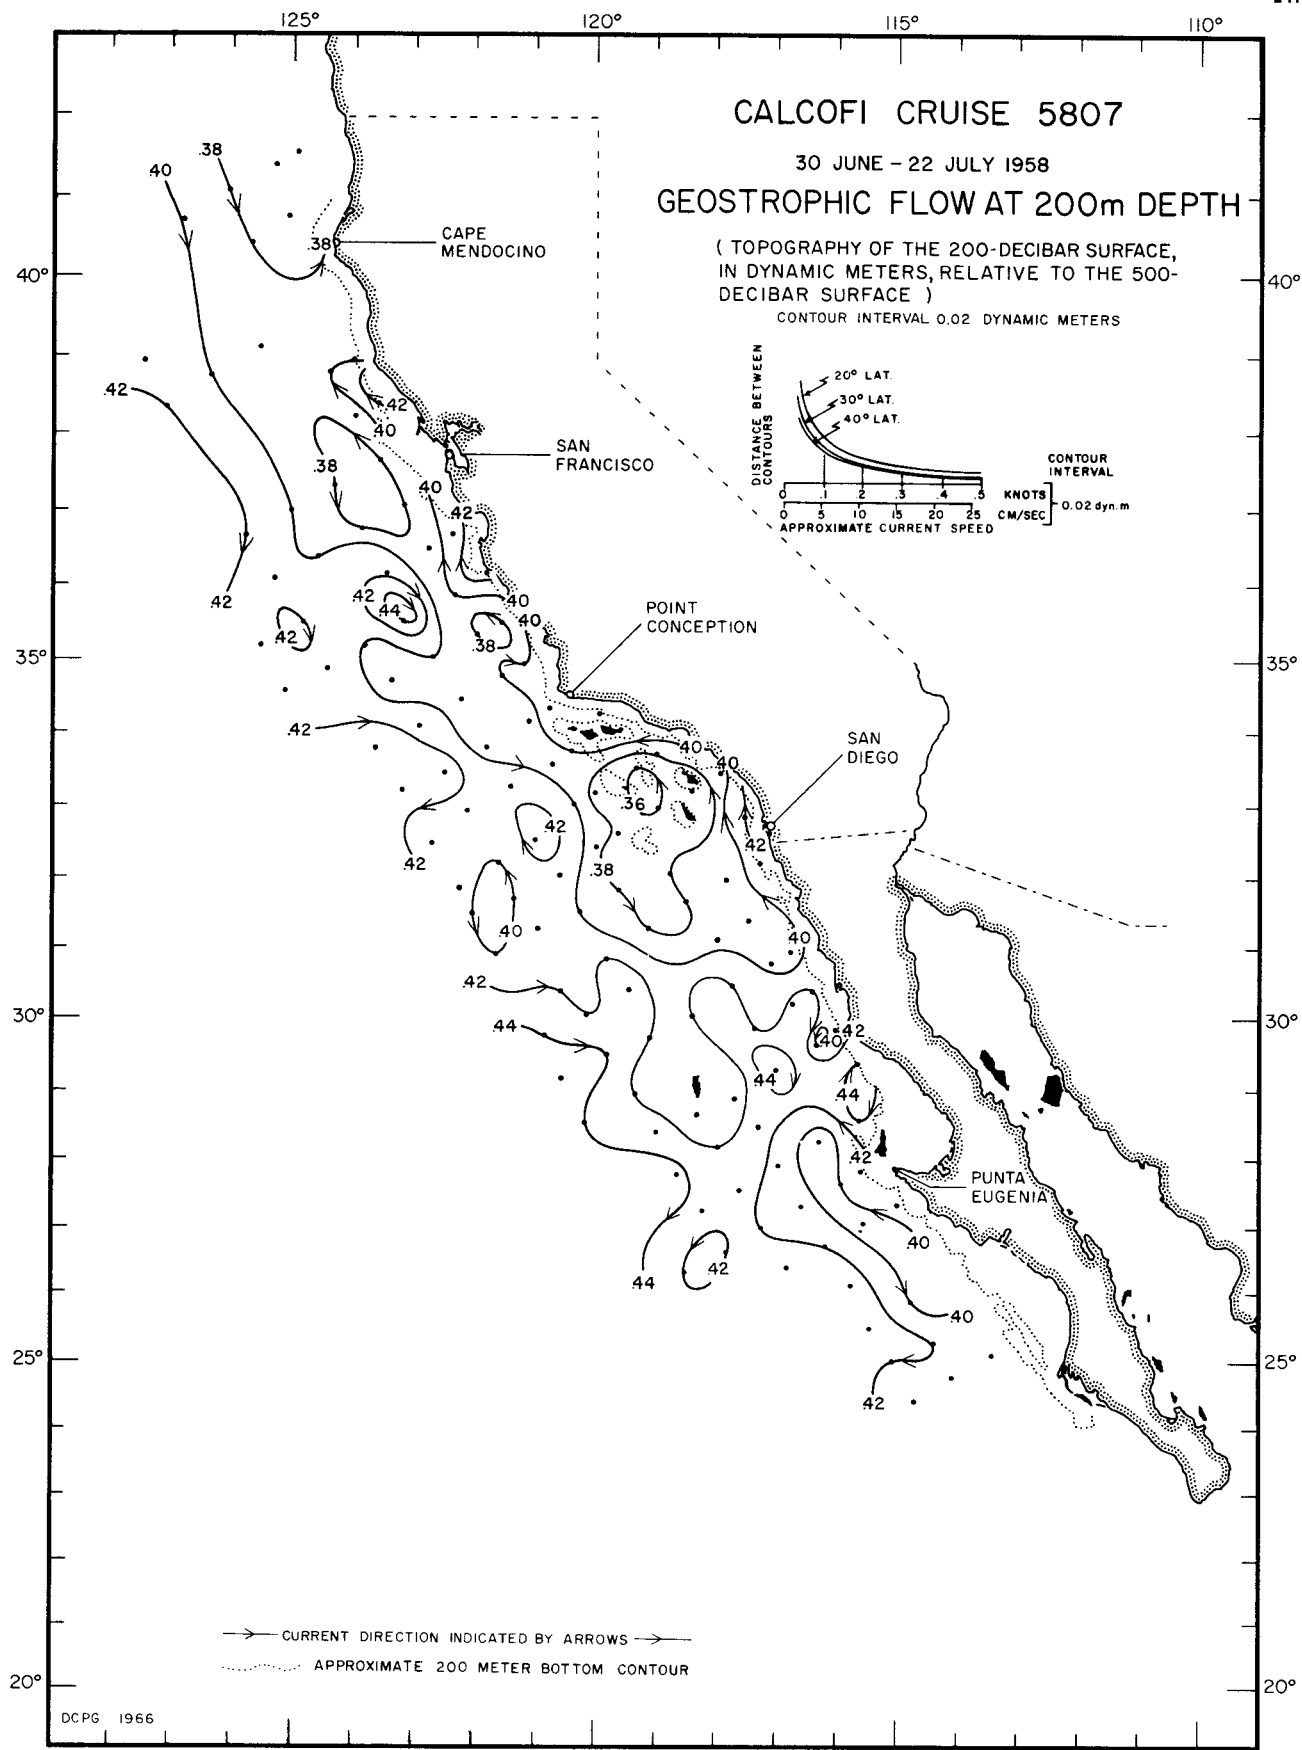 125° 120° 115° 110°
CALCOFI CRUISE 5807
30 JUNE – 22 JULY 1958
GEOSTROPHIC FLOW AT 200m DEPTH
( TOPOGRAPHY OF THE 200-DECIBAR SURFACE,
IN DYNAMIC METERS, RELATIVE TO THE 500-
DECIBAR SURFACE )
CONTOUR INTERVAL 0.02 DYNAMIC METERS
DISTANCE BETWEEN
CONTOURS
20° LAT.
30° LAT.
40° LAT.
CONTOUR
INTERVAL
0 .1 .2 .3 .4 .5 KNOTS
0 5 10 15 20 25 CM/SEC
0.02 dyn.m
APPROXIMATE CURRENT SPEED
.38
.40
.38
CAPE
MENDOCINO
40° 40°
.42
.42
.40
.38
SAN
FRANCISCO
.40
.42
.42
.44
.42
.40
.42
.40
.38
POINT
CONCEPTION
35° 35°
.42
.40
.40
SAN
DIEGO
.36
.42
.42
.42
.38
.40
.40
.42
.44
30° 30°
.42
.40
.44
.44
.42
PUNTA
EUGENIA
.40
.42
.44
.40
25° 25°
.42
CURRENT DIRECTION INDICATED BY ARROWS
APPROXIMATE 200 METER BOTTOM CONTOUR
20° 20°
DCPG 1966